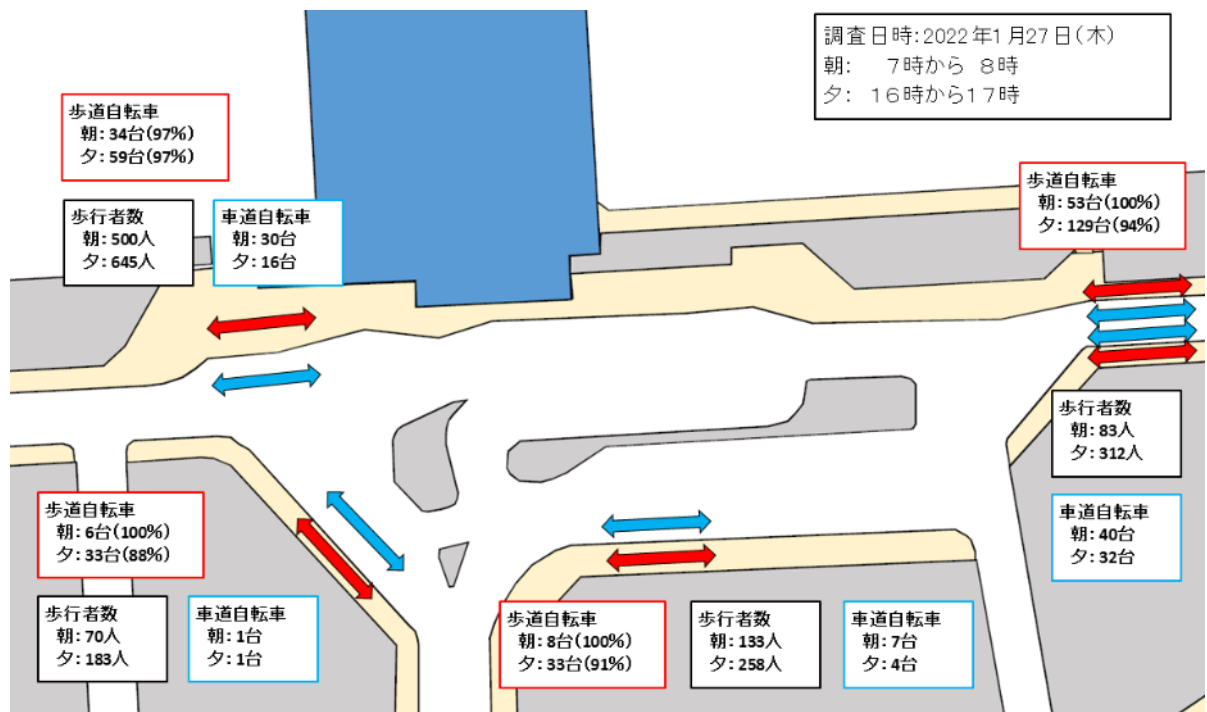 調査日時:2022年1月27日(木)
朝: 7時から 8時
夕: 16時から17時
歩道自転車
朝:34台(97%)
夕:59台(97%)
歩行者数
朝:500人
夕:645人
車道自転車
朝:30台
夕:16台
歩道自転車
朝:53台(100%)
夕:129台(94%)
歩行者数
朝:83人
夕:312人
車道自転車
朝:40台
夕:32台
歩道自転車
朝:6台(100%)
夕:33台(88%)
歩行者数
朝:70人
夕:183人
車道自転車
朝:1台
夕:1台
歩道自転車
朝:8台(100%)
夕:33台(91%)
歩行者数
朝:133人
夕:258人
車道自転車
朝:7台
夕:4台